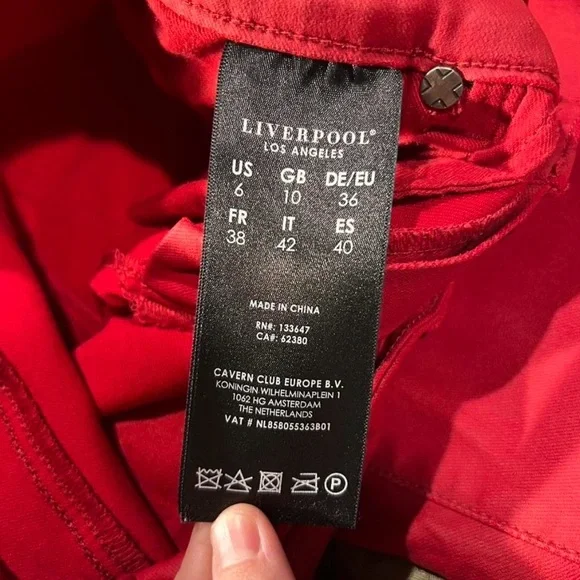 LIVERPOOL®
LOS ANGELES
US GB DE/EU
6 10 36
FR IT ES
38 42 40
MADE IN CHINA
RN#: 133647
CA#: 62380
CAVERN CLUB EUROPE B.V.
KONINGIN WILHELMINAPLEIN 1
1062 HG AMSTERDAM
THE NETHERLANDS
VAT # NL85B055363B01
P